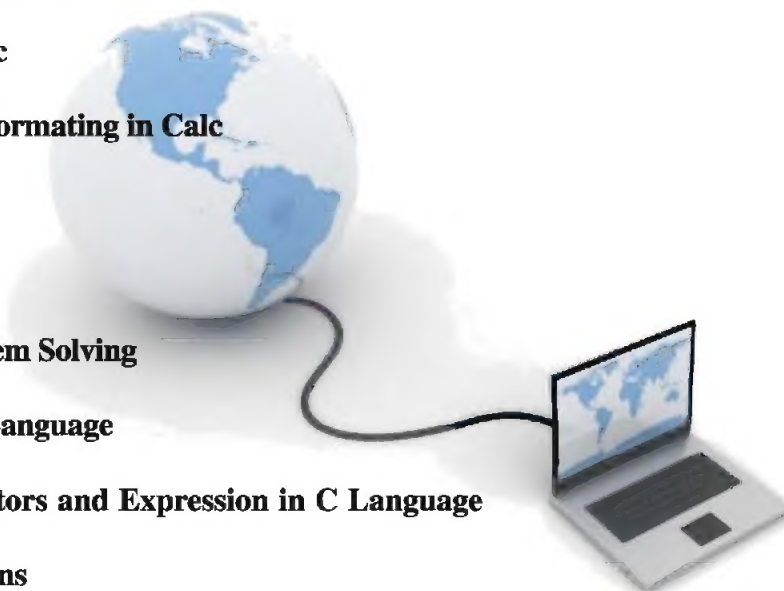 c
ormating in Calc
em Solving
anguage
tors and Expression in C Language
ns